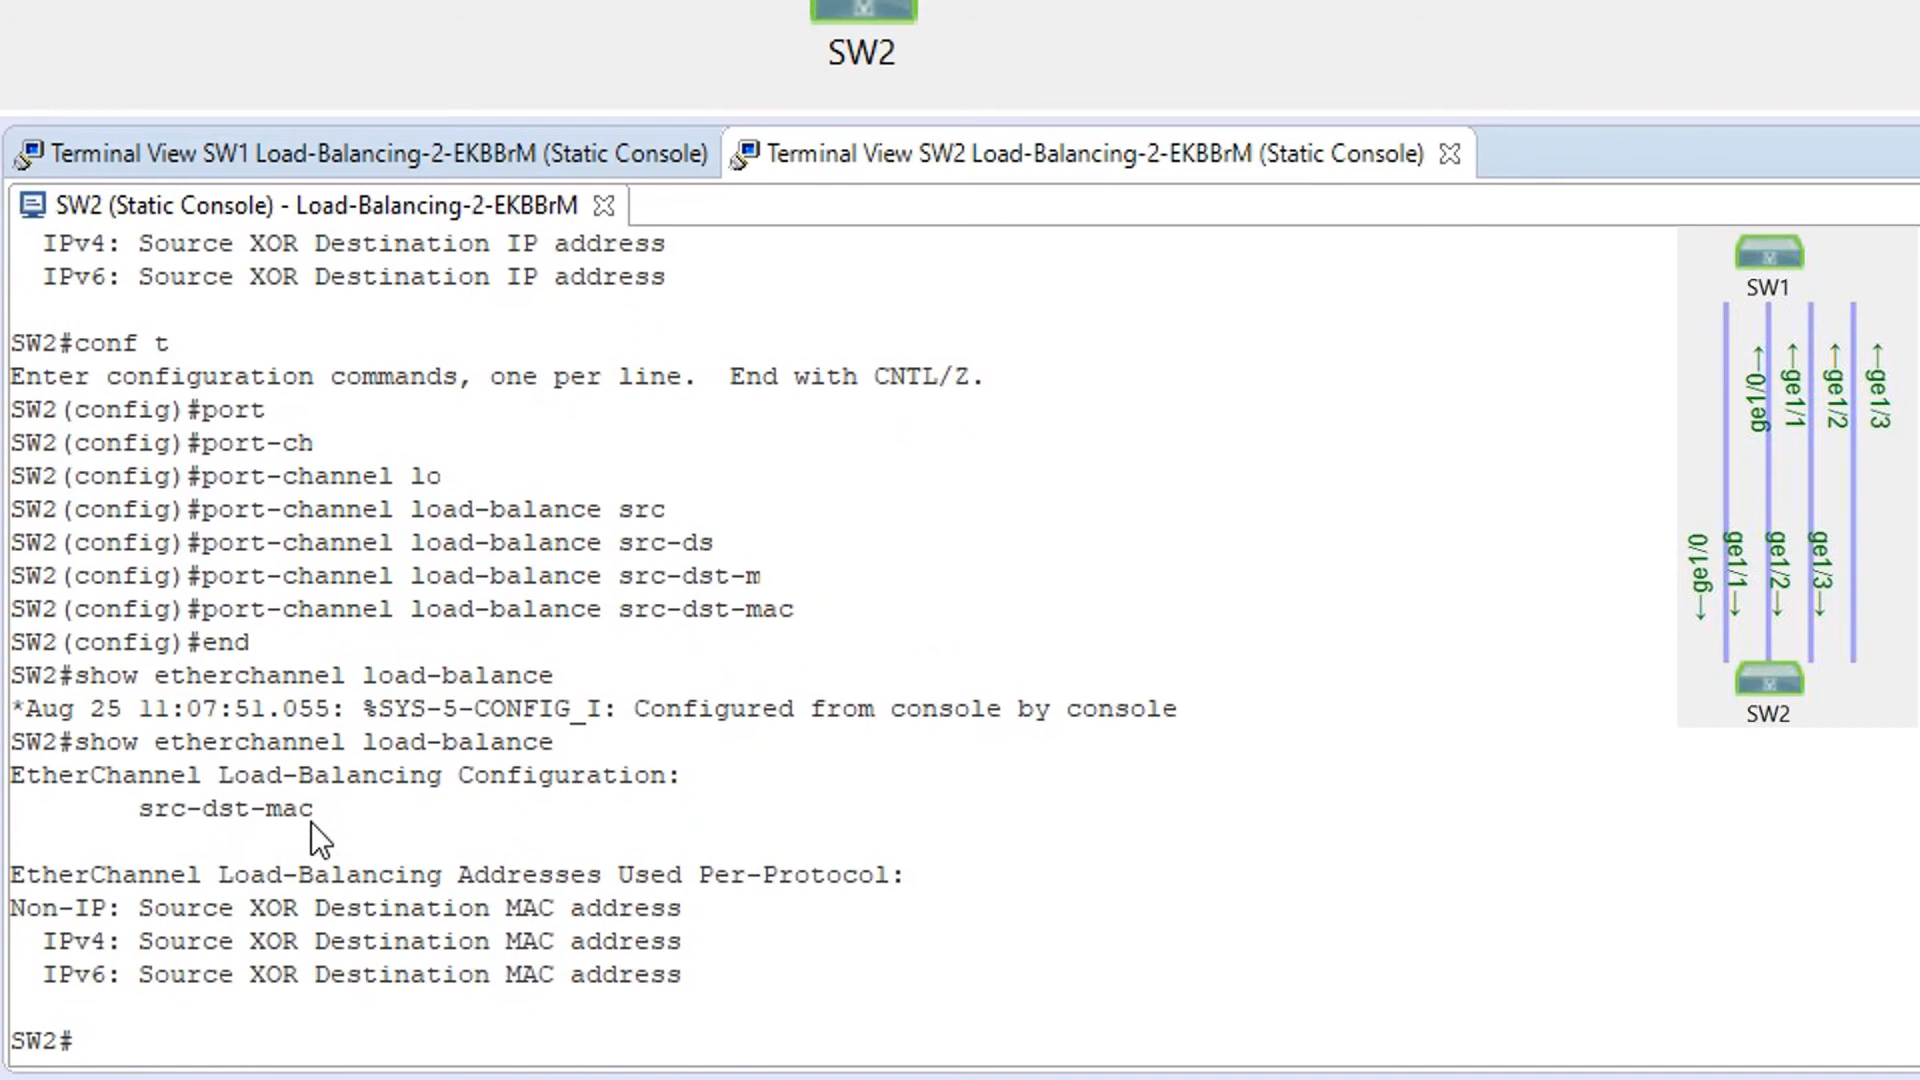 SW2
Terminal View SW1 Load-Balancing-2-EKBBrM (Static Console)
Terminal View SW2 Load-Balancing-2-EKBBrM (Static Console)
SW2 (Static Console) - Load-Balancing-2-EKBBrM
IPv4: Source XOR Destination IP address
IPv6: Source XOR Destination IP address
SW2#conf t
Enter configuration commands, one per line.  End with CNTL/Z.
SW2(config)#port
SW2(config)#port-ch
SW2(config)#port-channel lo
SW2(config)#port-channel load-balance src
SW2(config)#port-channel load-balance src-ds
SW2(config)#port-channel load-balance src-dst-m
SW2(config)#port-channel load-balance src-dst-mac
SW2(config)#end
SW2#show etherchannel load-balance
*Aug 25 11:07:51.055: %SYS-5-CONFIG_I: Configured from console by console
SW2#show etherchannel load-balance
EtherChannel Load-Balancing Configuration:
src-dst-mac
EtherChannel Load-Balancing Addresses Used Per-Protocol:
Non-IP: Source XOR Destination MAC address
IPv4: Source XOR Destination MAC address
IPv6: Source XOR Destination MAC address
SW2#
SW1
←ge1/0
←ge1/1
←ge1/2
←ge1/3
ge1/0→
ge1/1→
ge1/2→
ge1/3→
SW2